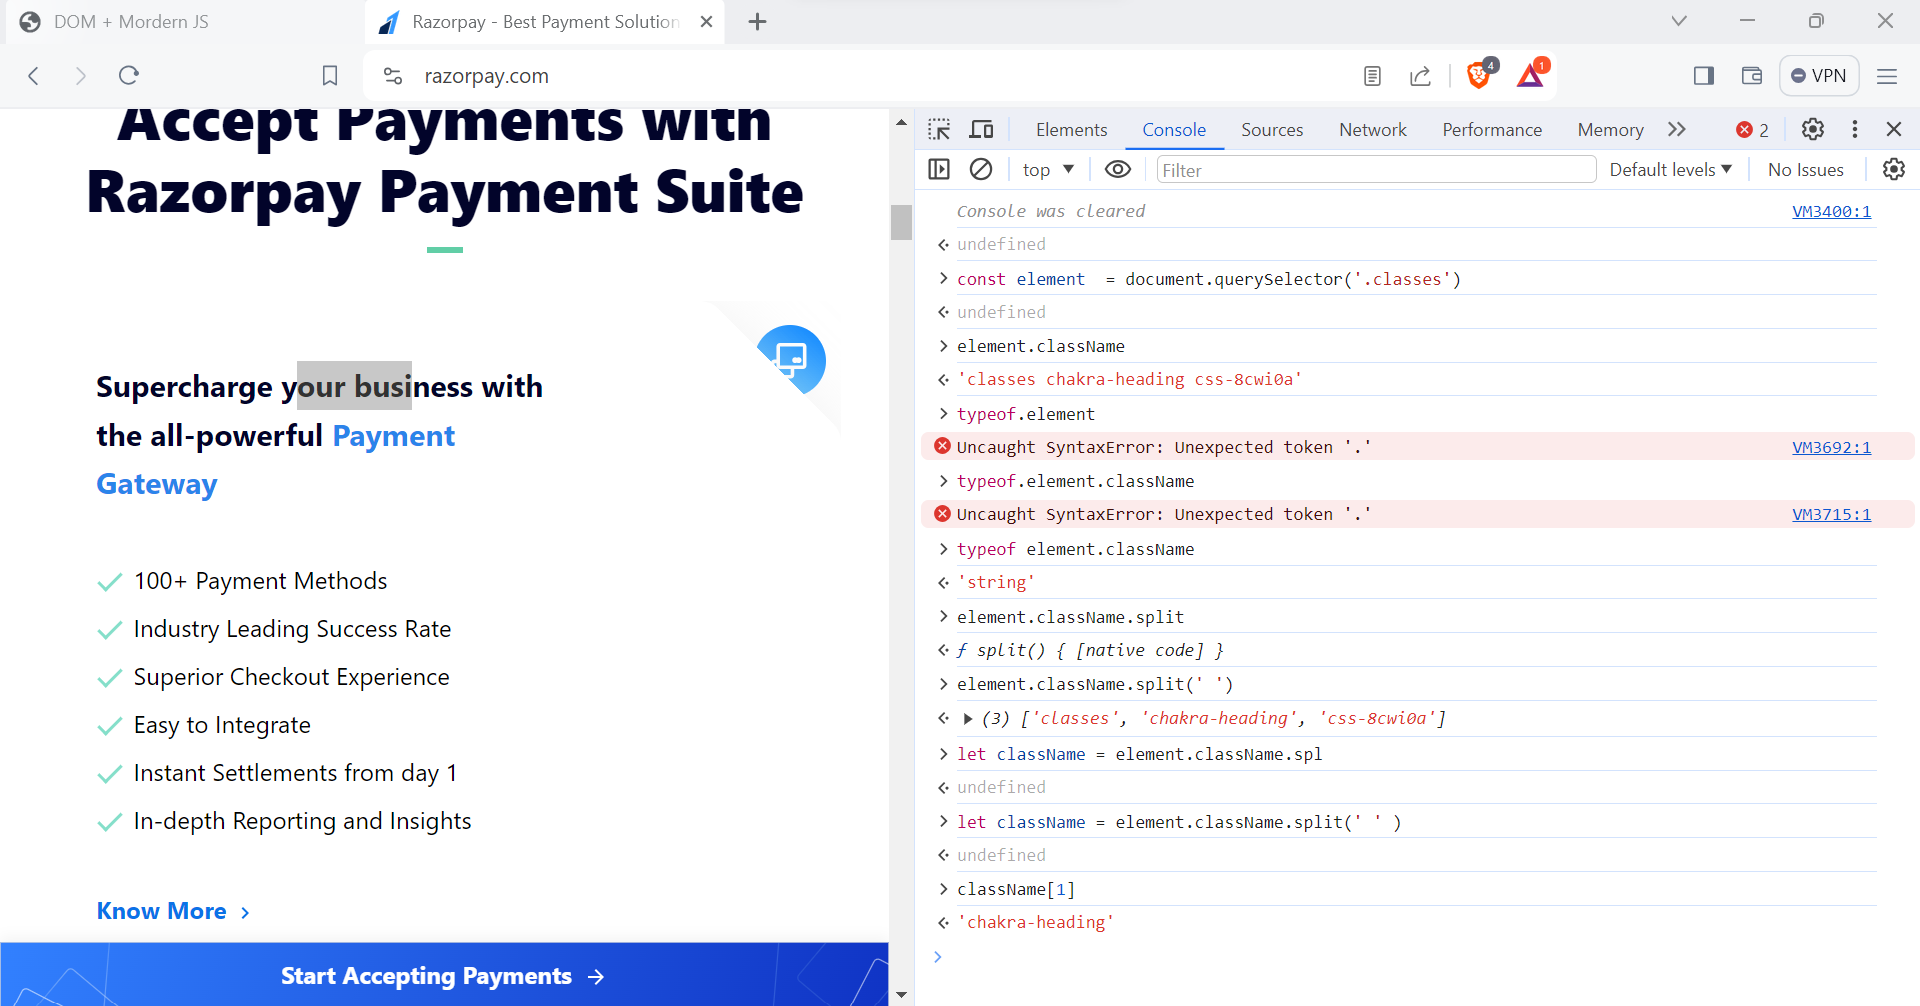 DOM + Mordern JS
Razorpay - Best Payment Solution
razorpay.com
4
1
VPN
Accept Payments with
Razorpay Payment Suite
Supercharge your business with
the all-powerful Payment
Gateway
100+ Payment Methods
Industry Leading Success Rate
Superior Checkout Experience
Easy to Integrate
Instant Settlements from day 1
In-depth Reporting and Insights
Know More
Start Accepting Payments
Elements Console Sources Network Performance Memory 2
top Filter Default levels No Issues
Console was cleared VM3400:1
undefined
const element  = document.querySelector('.classes')
undefined
element.className
'classes chakra-heading css-8cwi0a'
typeof.element
Uncaught SyntaxError: Unexpected token '.' VM3692:1
typeof.element.className
Uncaught SyntaxError: Unexpected token '.' VM3715:1
typeof element.className
'string'
element.className.split
ƒ split() { [native code] }
element.className.split(' ')
(3) ['classes', 'chakra-heading', 'css-8cwi0a']
let className = element.className.spl
undefined
let className = element.className.split(' ' )
undefined
className[1]
'chakra-heading'